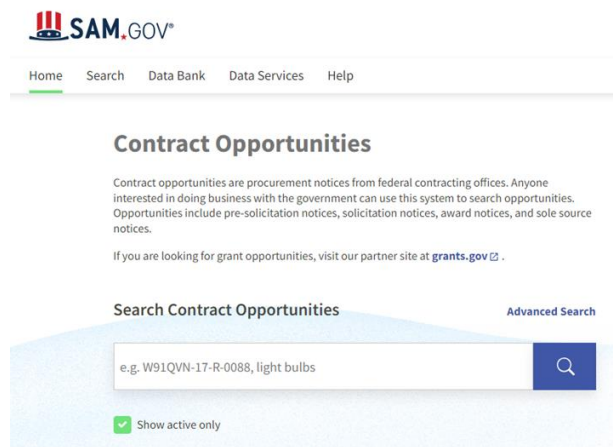 SAM.GOV®
Home Search Data Bank Data Services Help
Contract Opportunities
Contract opportunities are procurement notices from federal contracting offices. Anyone
interested in doing business with the government can use this system to search opportunities.
Opportunities include pre-solicitation notices, solicitation notices, award notices, and sole source
notices.
If you are looking for grant opportunities, visit our partner site at grants.gov .
Search Contract Opportunities Advanced Search
e.g. W91QVN-17-R-0088, light bulbs
Show active only